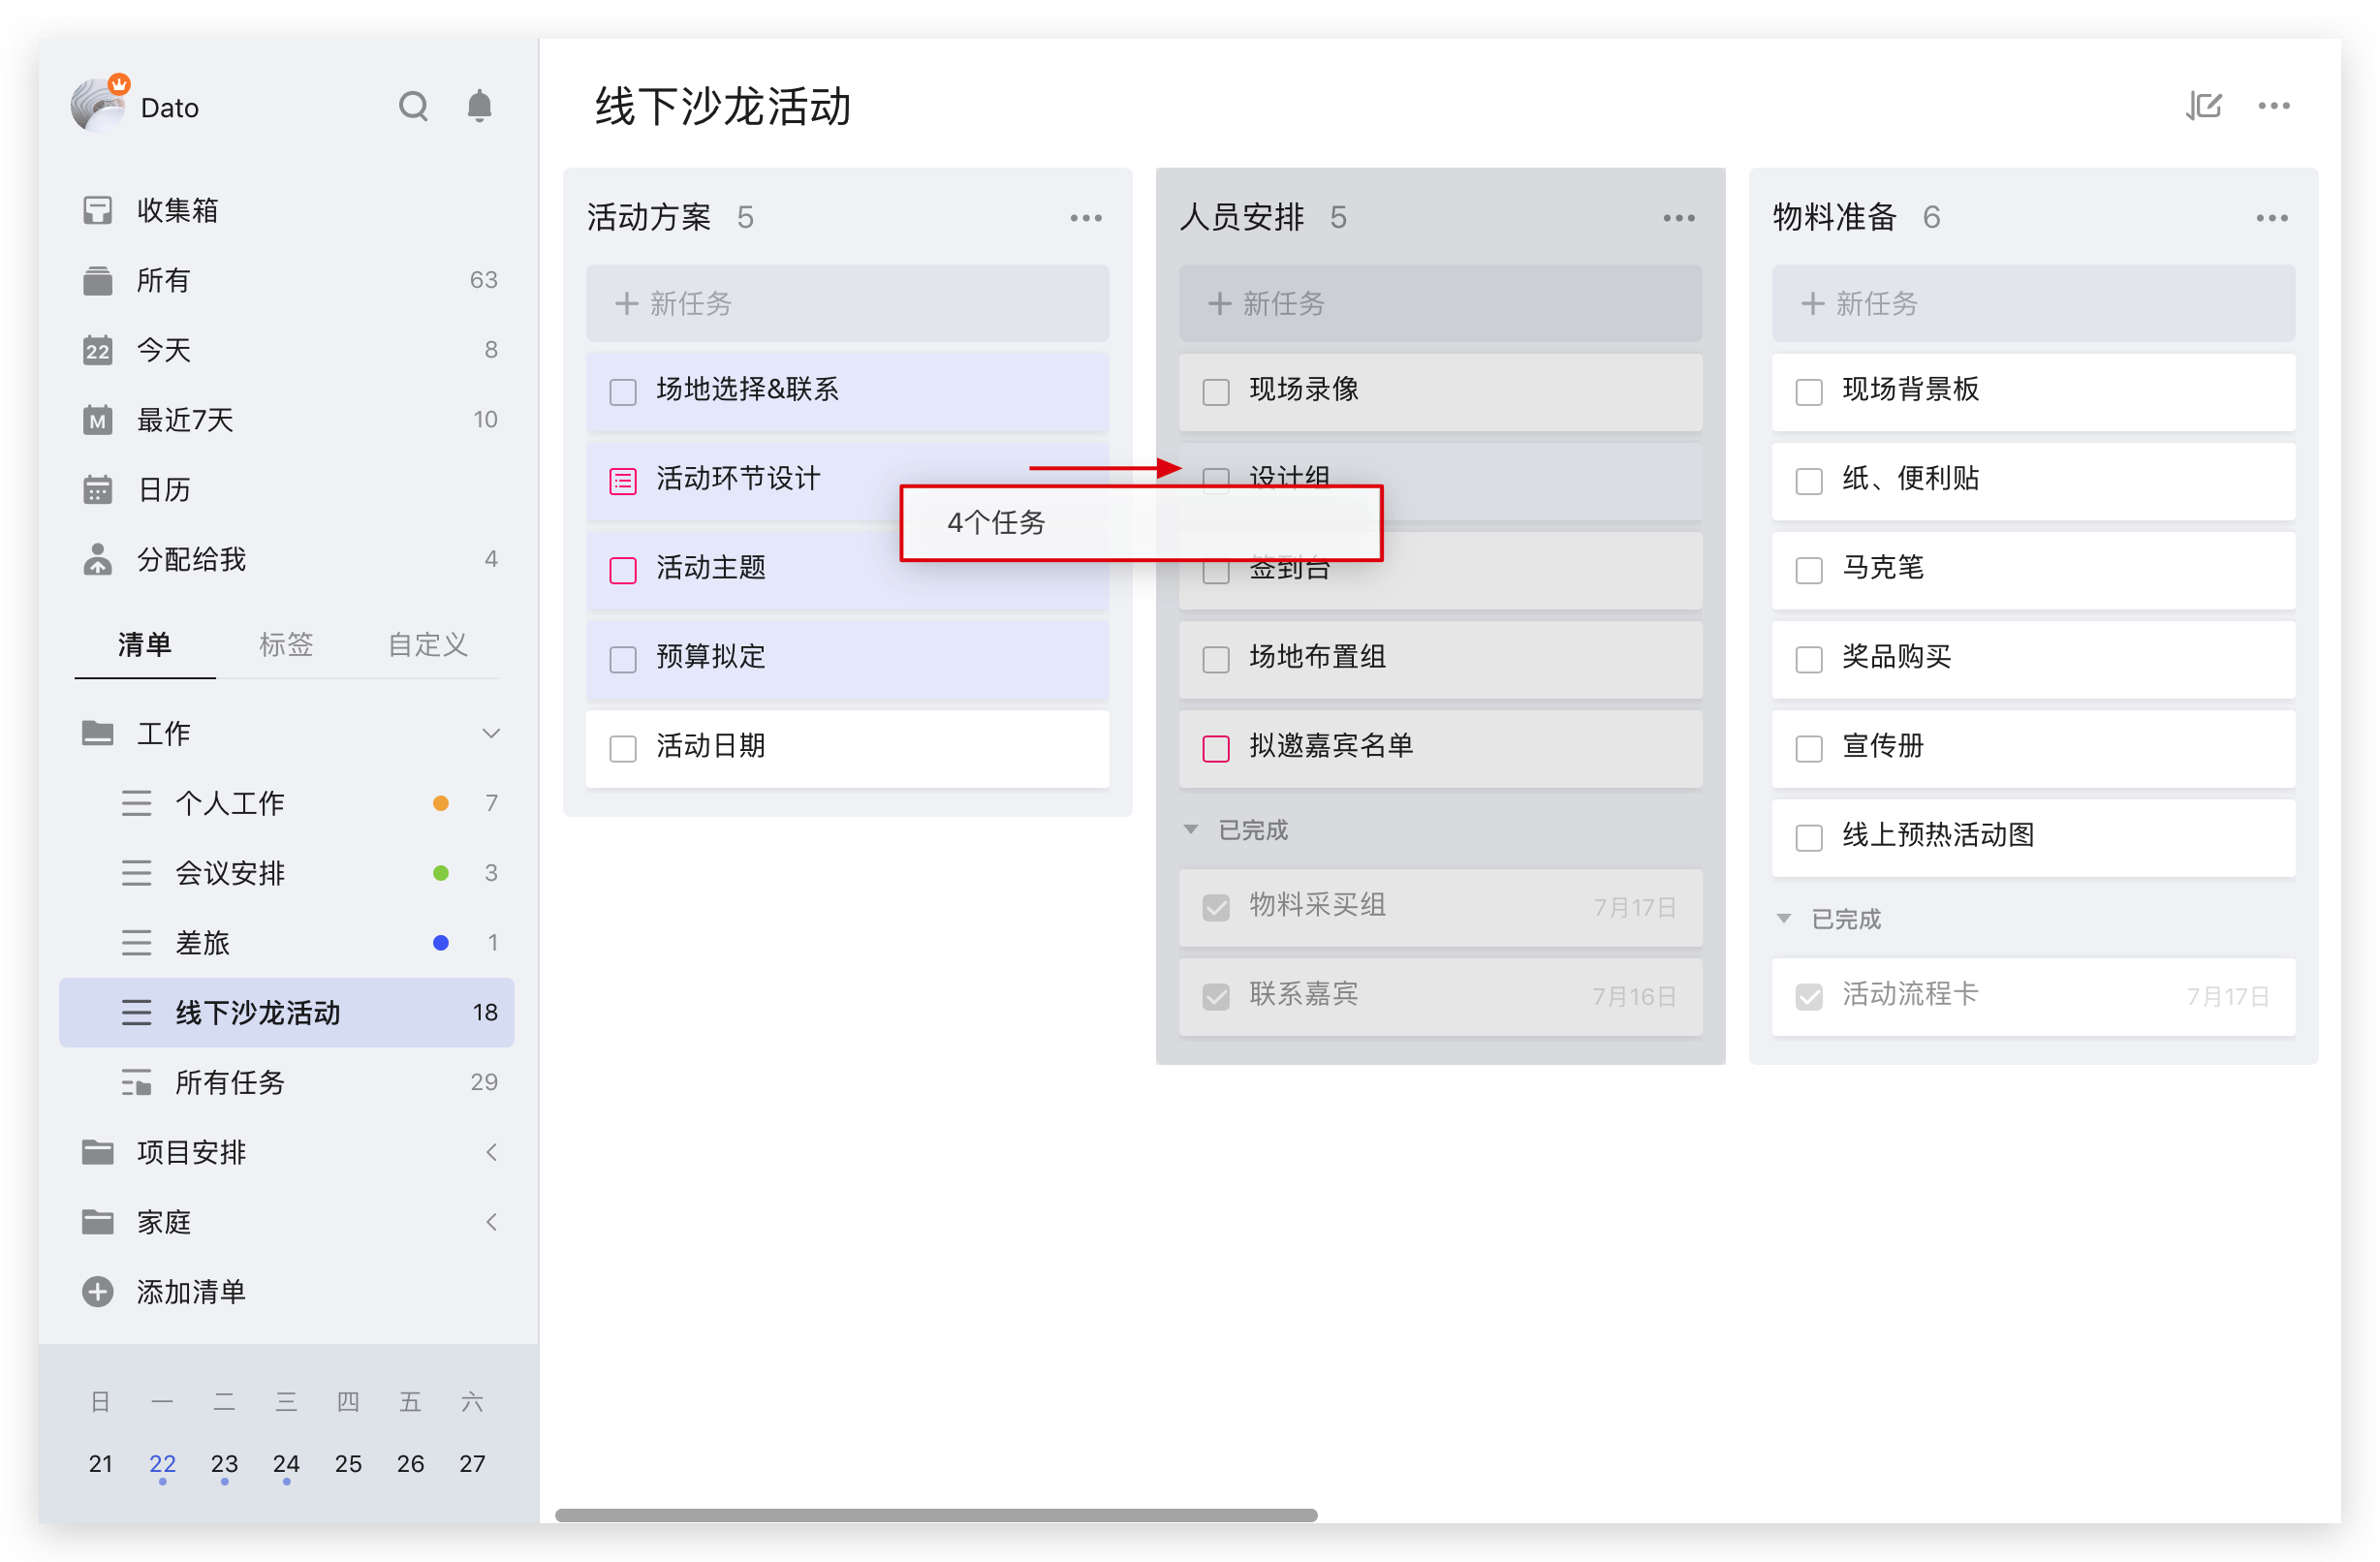 Dato
收集箱
所有 63
22 今天 8
M 最近7天 10
日历
分配给我 4
清单 标签 自定义
工作
个人工作 7
会议安排 3
差旅 1
线下沙龙活动 18
所有任务 29
项目安排
家庭
添加清单
日 一 二 三 四 五 六
21 22 23 24 25 26 27
线下沙龙活动
活动方案 5
新任务
场地选择&联系
活动环节设计
活动主题
预算拟定
活动日期
4个任务
人员安排 5
新任务
现场录像
设计组
签到台
场地布置组
拟邀嘉宾名单
已完成
物料采买组 7月17日
联系嘉宾 7月16日
物料准备 6
新任务
现场背景板
纸、便利贴
马克笔
奖品购买
宣传册
线上预热活动图
已完成
活动流程卡 7月17日